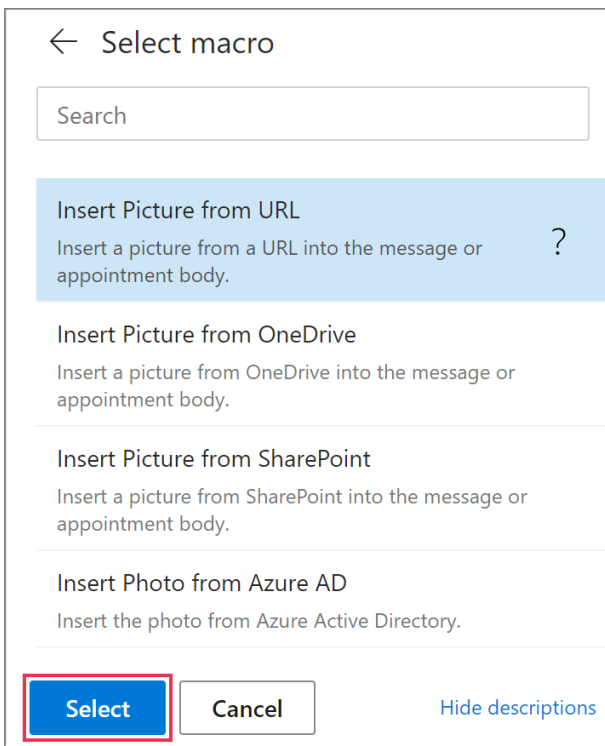 Select macro
Search
Insert Picture from URL
Insert a picture from a URL into the message or
appointment body.
?
Insert Picture from OneDrive
Insert a picture from OneDrive into the message or
appointment body.
Insert Picture from SharePoint
Insert a picture from SharePoint into the message or
appointment body.
Insert Photo from Azure AD
Insert the photo from Azure Active Directory.
Select Cancel Hide descriptions